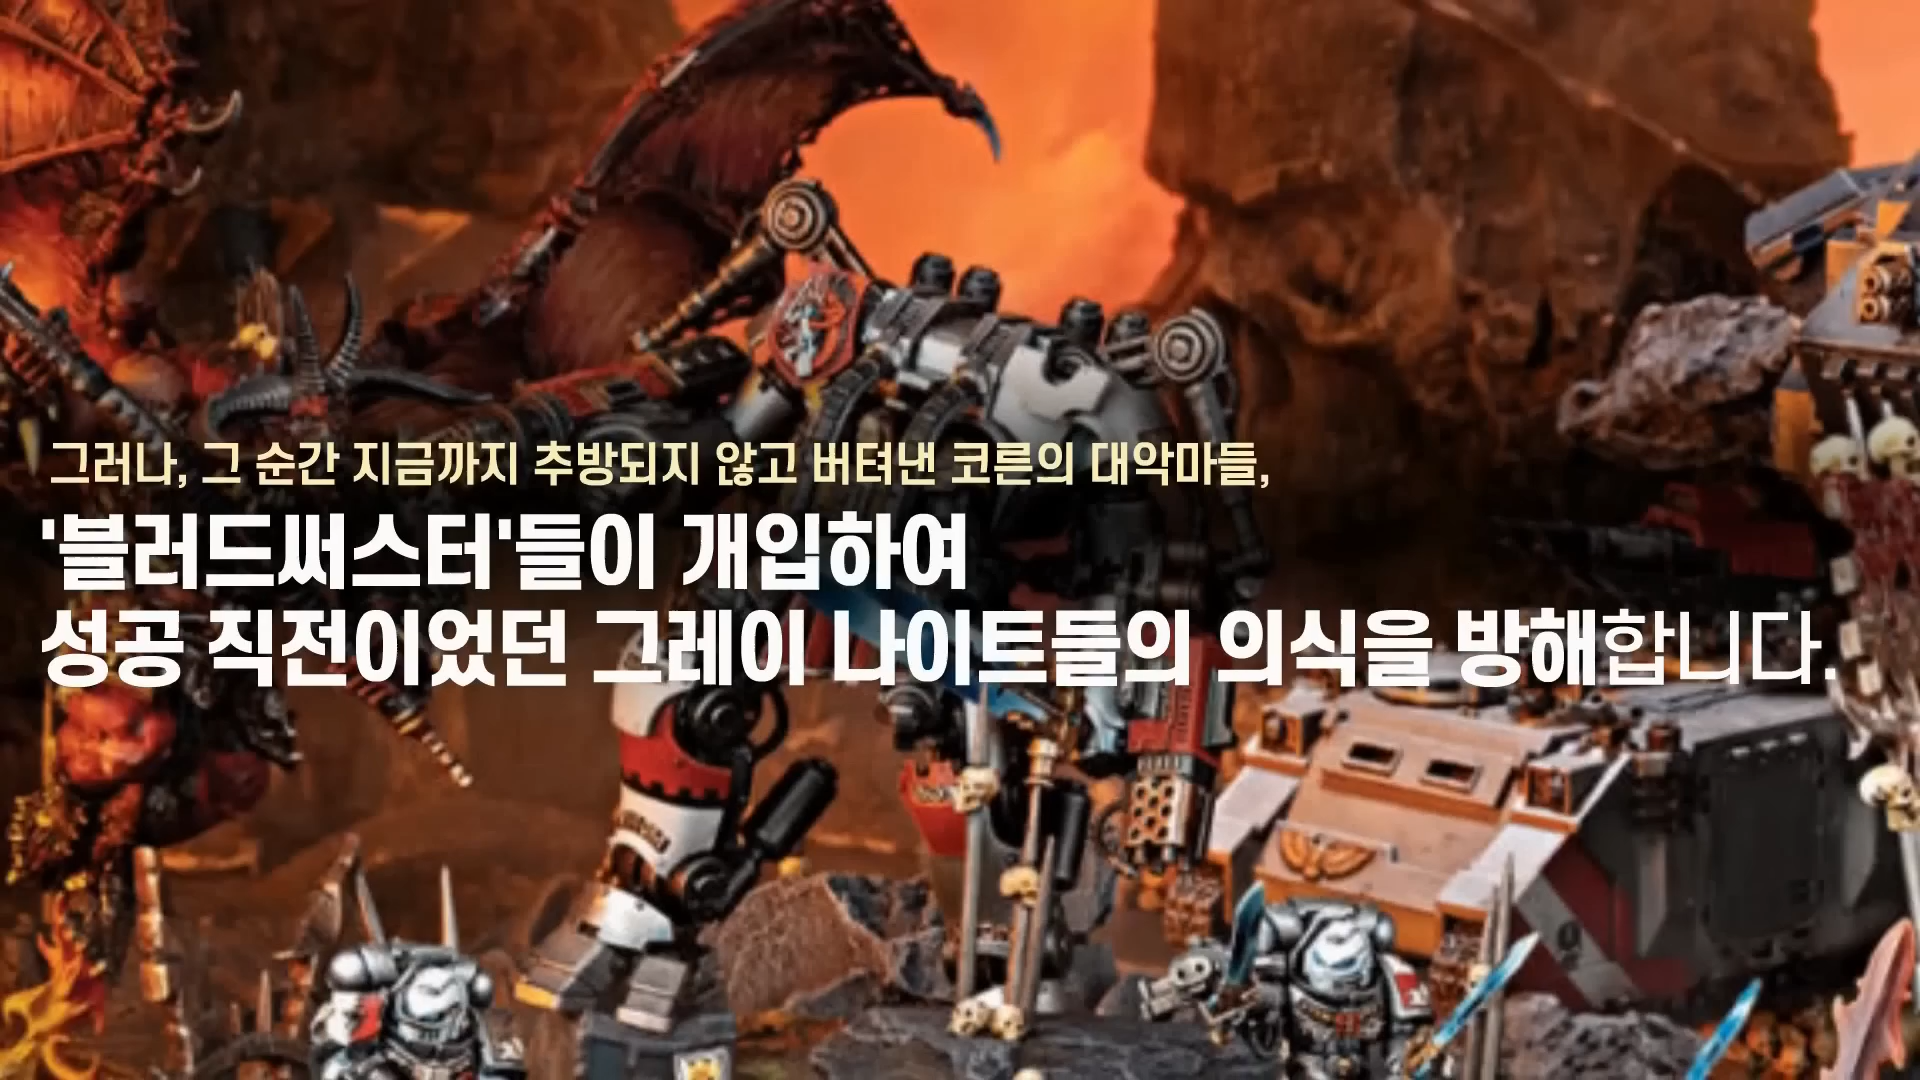 그러나, 그 순간 지금까지 추방되지 않고 버텨낸 코른의 대악마들,
'블러드써스터'들이 개입하여
성공 직전이었던 그레이 나이트들의 의식을 방해합니다.